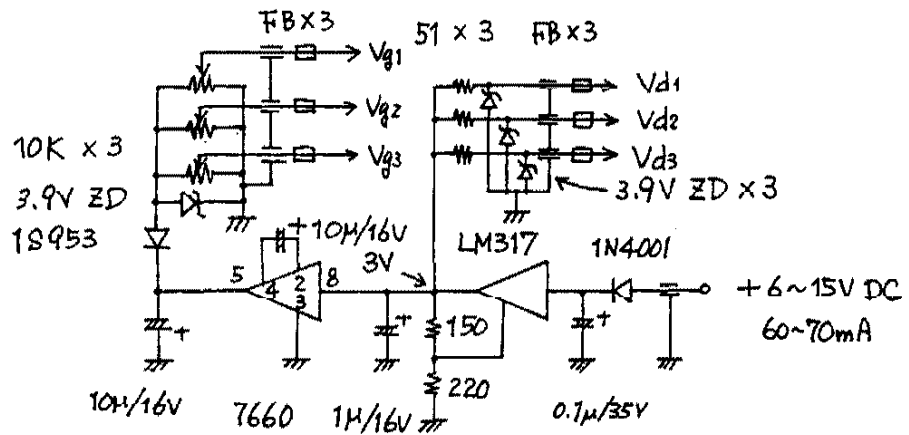 FB×3
51 × 3
FB×3
Vg1
Vg2
Vg3
Vd1
Vd2
Vd3
10K × 3
3.9V ZD
1S953
3.9V ZD × 3
+10μ/16V
3V
LM317
1N4001
5
4
2
3
8
+
+
+
150
220
+6~15V DC
60~70mA
10μ/16V
7660
1μ/16V
0.1μ/35V